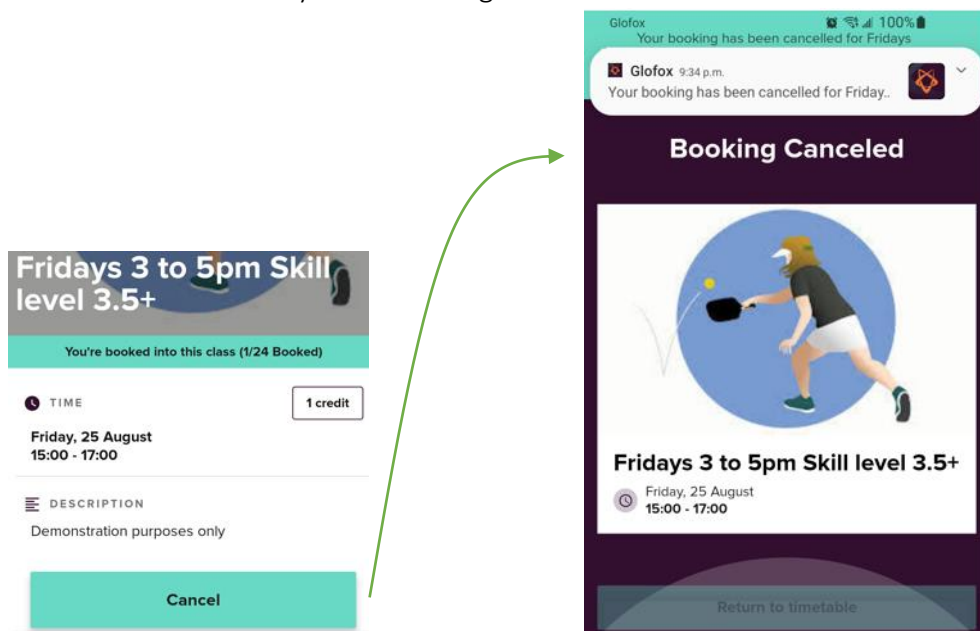 Fridays 3 to 5pm Skill
level 3.5+
You're booked into this class (1/24 Booked)
TIME
1 credit
Friday, 25 August
15:00 - 17:00
DESCRIPTION
Demonstration purposes only
Cancel
Glofox 100%
Your booking has been cancelled for Fridays
Glofox 9:34 p.m.
Your booking has been cancelled for Friday..
Booking Canceled
Fridays 3 to 5pm Skill level 3.5+
Friday, 25 August
15:00 - 17:00
Return to timetable